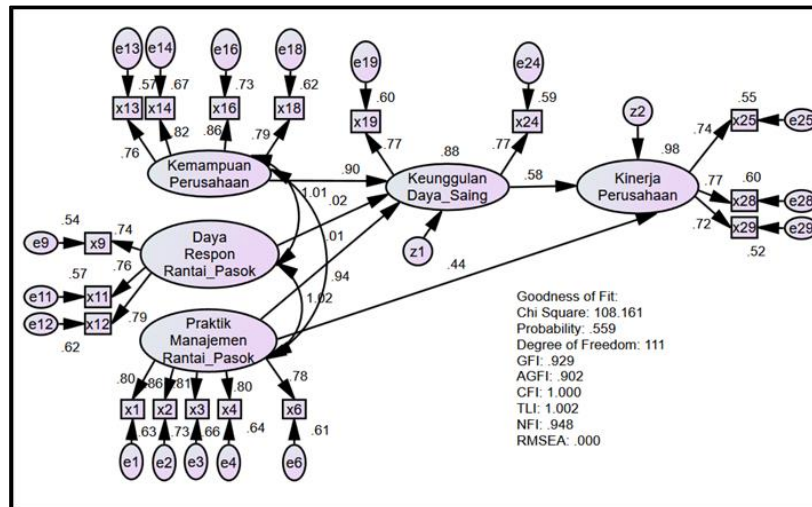 e13
e14
e16
e18
.57
.67
.73
.62
x13
x14
x16
x18
.76
.82
.86
.79
Kemampuan
Perusahaan
e19
.60
x19
.77
e24
.59
x24
.77
.90
.88
Keunggulan
Daya_Saing
z1
.58
z2
.98
Kinerja
Perusahaan
.55
x25
e25
.74
.77
.60
x28
e28
.72
x29
e29
.52
1.01
.02
.01
.94
1.02
.44
.54
e9
x9
.74
.57
e11
x11
.76
e12
x12
.79
.62
Daya
Respon
Rantai_Pasok
Praktik
Manajemen
Rantai_Pasok
.80
.86
.81
.80
.78
x1
x2
x3
x4
x6
.63
.73
.66
.64
.61
e1
e2
e3
e4
e6
Goodness of Fit:
Chi Square: 108.161
Probability: .559
Degree of Freedom: 111
GFI: .929
AGFI: .902
CFI: 1.000
TLI: 1.002
NFI: .948
RMSEA: .000